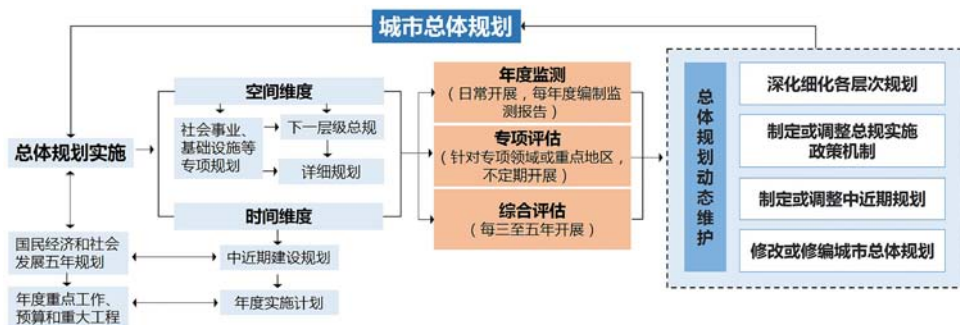 城市总体规划
总体规划实施
空间维度
社会事业、
基础设施等
专项规划
下一层级总规
详细规划
时间维度
国民经济和社会
发展五年规划
中近期建设规划
年度重点工作、
预算和重大工程
年度实施计划
年度监测
（日常开展，每年度编制监
测报告）
专项评估
（针对专项领域或重点地区，
不定期开展）
综合评估
（每三至五年开展）
总体规划动态维护
深化细化各层次规划
制定或调整总规实施
政策机制
制定或调整中近期规划
修改或修编城市总体规划